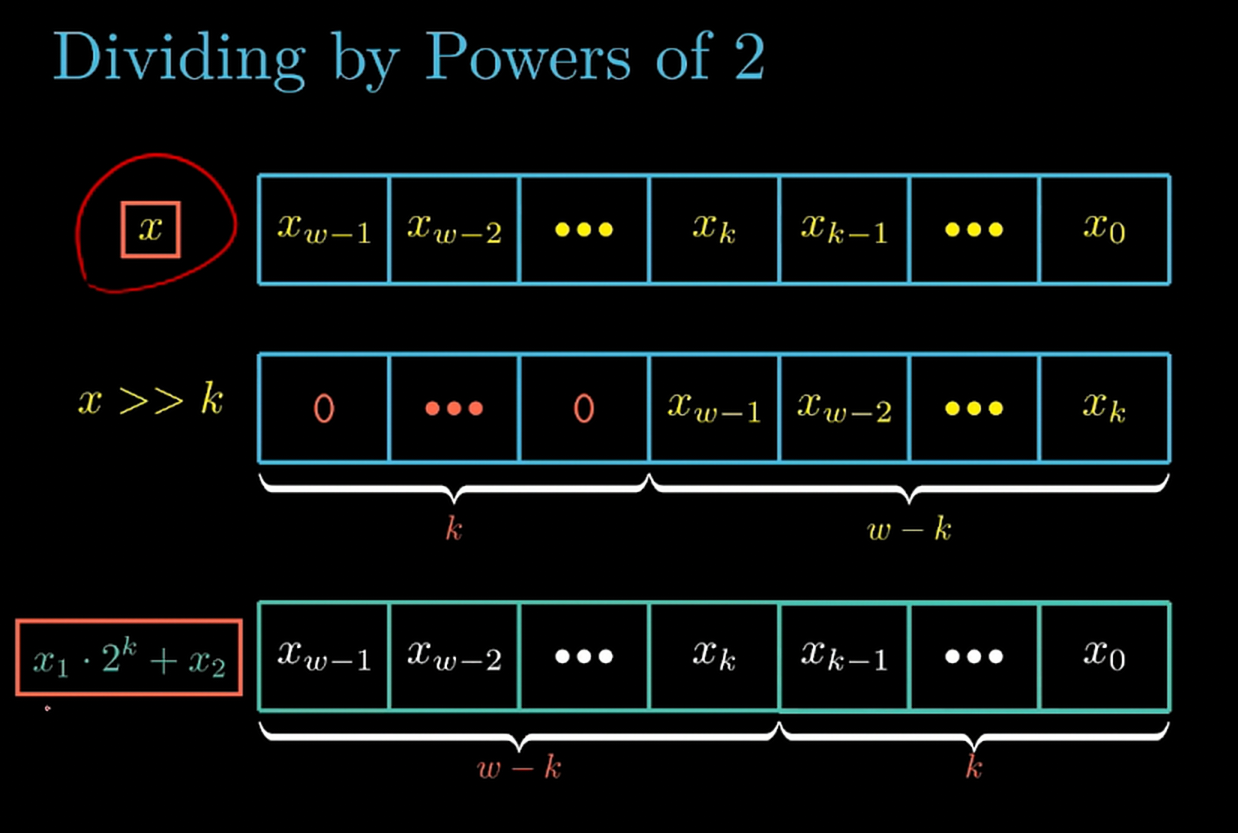 Dividing by Powers of 2
x x_{w-1} x_{w-2} ••• x_k x_{k-1} ••• x_0
x >> k 0 ••• 0 x_{w-1} x_{w-2} ••• x_k
k w − k
x_1 · 2^k + x_2 x_{w-1} x_{w-2} ••• x_k x_{k-1} ••• x_0
w − k k